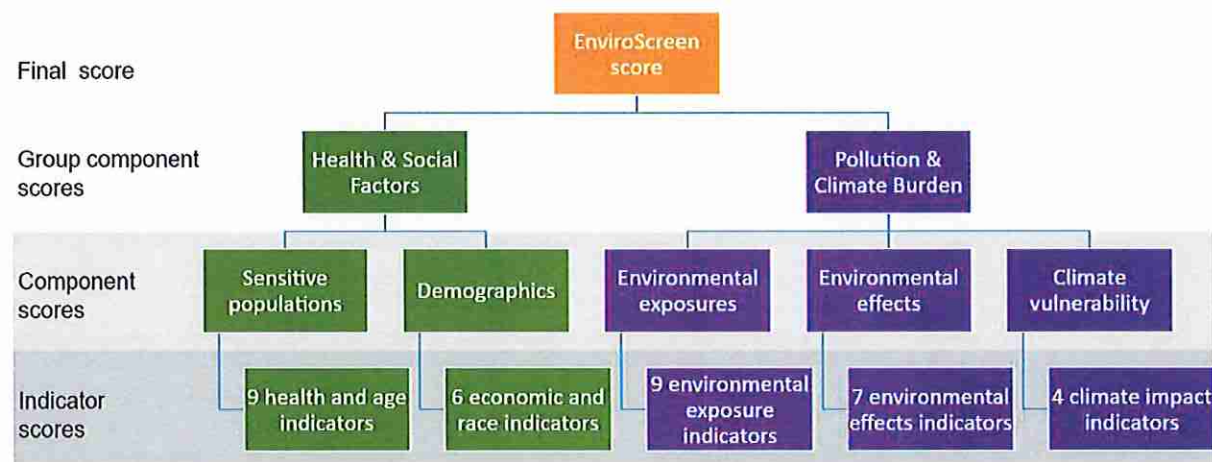 EnviroScreen
score
Final score
Group component
scores
Health & Social
Factors
Pollution &
Climate Burden
Component
scores
Sensitive
populations
Demographics
Environmental
exposures
Environmental
effects
Climate
vulnerability
Indicator
scores
9 health and age
indicators
6 economic and
race indicators
9 environmental
exposure
indicators
7 environmental
effects indicators
4 climate impact
indicators